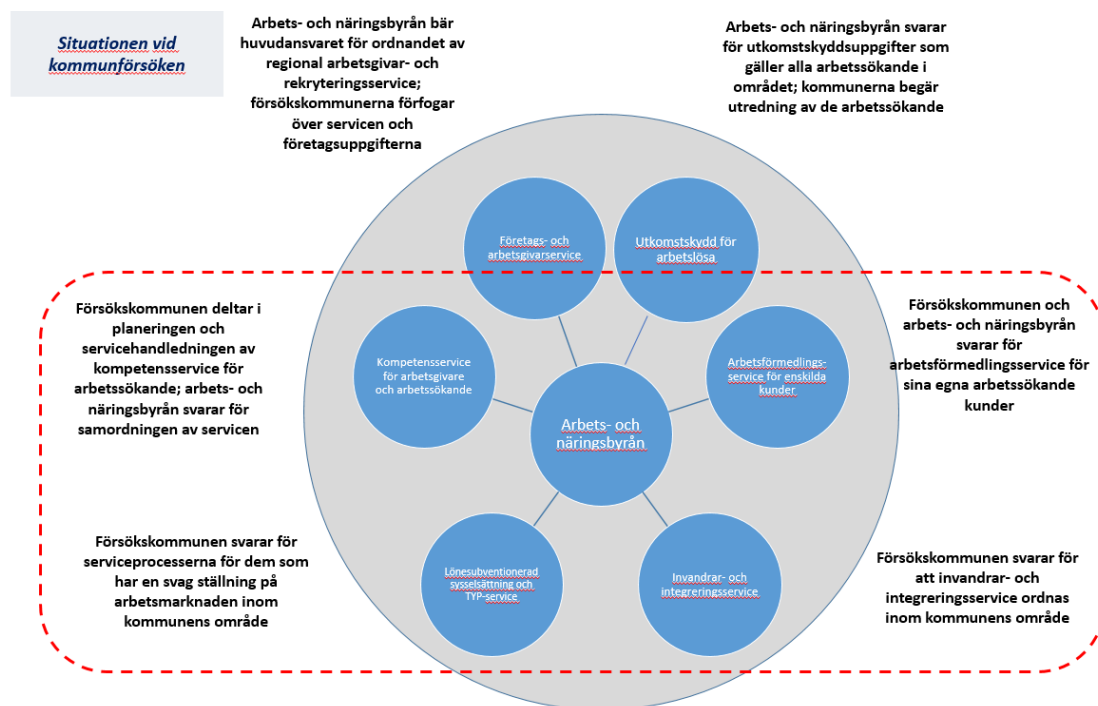 Situationen vid
kommunförsöken
Arbets- och näringsbyrån bär
huvudansvaret för ordnandet av
regional arbetsgivar- och
rekryteringsservice;
försökskommunerna förfogar
över servicen och
företagsuppgifterna
Arbets- och näringsbyrån svarar
för utkomstskyddsuppgifter som
gäller alla arbetssökande i
området; kommunerna begär
utredning av de arbetssökande
Företags- och
arbetsgivarservice
Utkomstskydd för
arbetslösa
Försökskommunen deltar i
planeringen och
servicehandledningen av
kompetensservice för
arbetssökande; arbets- och
näringsbyrån svarar för
samordningen av servicen
Kompetensservice
för arbetsgivare
och arbetssökande
Arbetsförmedlings-
service för enskilda
kunder
Försökskommunen och
arbets- och näringsbyrån
svarar för
arbetsförmedlingsservice för
sina egna arbetssökande
kunder
Arbets- och
näringsbyrån
Försökskommunen svarar för
serviceprocesserna för dem som
har en svag ställning på
arbetsmarknaden inom
kommunens område
Lönesubventionerad
sysselsättning och
TYP-service
Invandrar- och
integreringsservice
Försökskommunen svarar för
att invandrar- och
integreringsservice ordnas
inom kommunens område